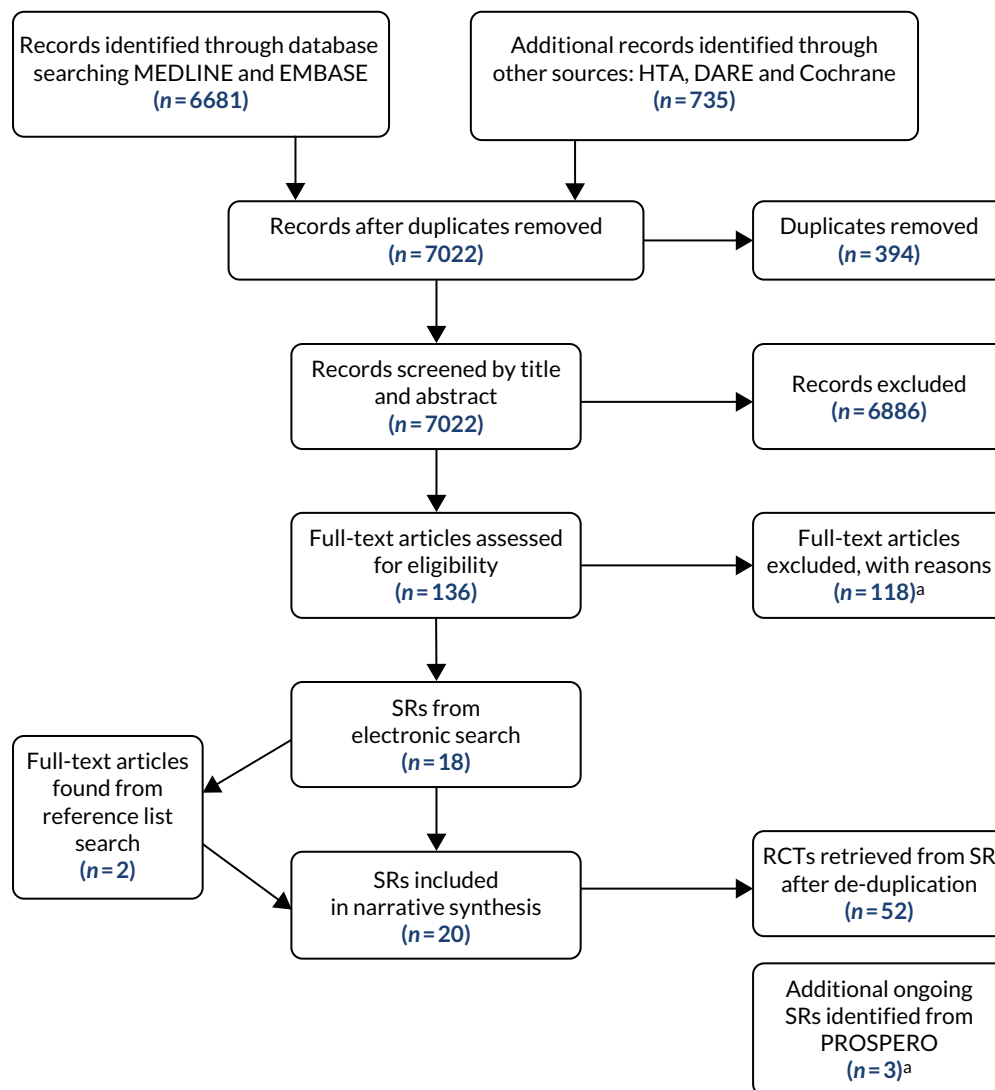 Records identified through database
searching MEDLINE and EMBASE
(n=6681)
Additional records identified through
other sources: HTA, DARE and Cochrane
(n=735)
Records after duplicates removed
(n=7022)
Duplicates removed
(n=394)
Records screened by title
and abstract
(n=7022)
Records excluded
(n=6886)
Full-text articles assessed
for eligibility
(n=136)
Full-text articles
excluded, with reasons
(n=118)a
SRs from
electronic search
(n=18)
Full-text articles
found from
reference list
search
(n=2)
SRs included
in narrative synthesis
(n=20)
RCTs retrieved from SR
after de-duplication
(n=52)
Additional ongoing
SRs identified from
PROSPERO
(n=3)a